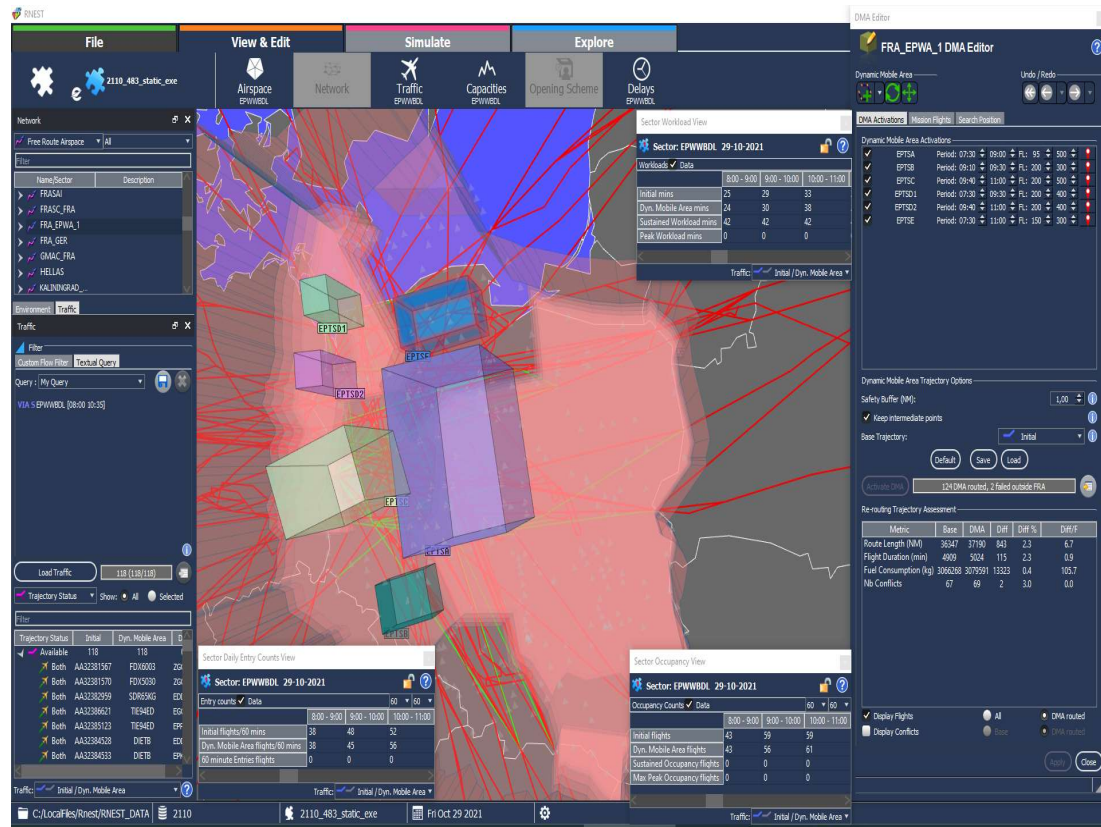 RNEST
File View & Edit Simulate Explore
2110_483_static_exe
Airspace Network Traffic Capacities Opening Scheme Delays
EPWWBDL EPWWBDL EPWWBDL EPWWBDL
Network
Free Route Airspace All
Filter
Name/Sector Description
FRASAI
FRASC_FRA
FRA_EPWA_1
FRA_GER
GMAC_FRA
HELLAS
KALININGRAD_...
Environment Traffic
Traffic
Filter
Custom Flow Filter Textual Query
Query : My Query
VIA S EPWWBDL [08:00 10:35]
Load Traffic 118 (118/118)
Trajectory Status Show: All Selected
Filter
Trajectory Status Initial Dyn. Mobile Area
Available 118 118
Both AA32381567 FDX6003
Both AA32381570 FDX5030
Both AA32382959 SDR65KG
Both AA32386621 TIE94ED
Both AA32385123 TIE94ED
Both AA32384528 DIETB
Both AA32384533 DIETB
Traffic: Initial / Dyn. Mobile Area
EPTSD1
EPTSE
EPTSD2
EPTSC
EPTSA
EPTSB
Sector Workload View
Sector: EPWWBDL 29-10-2021
Workloads Data
8:00 - 9:00 9:00 - 10:00 10:00 - 11:00
Initial mins 25 29 33
Dyn. Mobile Area mins 24 30 38
Sustained Workload mins 42 42 42
Peak Workload mins 0 0 0
Traffic: Initial / Dyn. Mobile Area
Sector Daily Entry Counts View
Sector: EPWWBDL 29-10-2021
Entry counts Data 60 60
8:00 - 9:00 9:00 - 10:00 10:00 - 11:00
Initial flights/60 mins 38 48 52
Dyn. Mobile Area flights/60 mins 38 45 56
60 minute Entries flights 0 0 0
Traffic: Initial / Dyn. Mobile Area
Sector Occupancy View
Sector: EPWWBDL 29-10-2021
Occupancy Counts Data 60 60
8:00 - 9:00 9:00 - 10:00 10:00 - 11:00
Initial flights 43 59 59
Dyn. Mobile Area flights 43 56 61
Sustained Occupancy flights 0 0 0
Max Peak Occupancy flights 0 0 0
Traffic: Initial / Dyn. Mobile Area
DMA Editor
FRA_EPWA_1 DMA Editor
Dynamic Mobile Area Undo / Redo
DMA Activations Mission Flights Search Position
Dynamic Mobile Area Activations
EPTSA Period: 07:30 09:00 FL: 95 500
EPTSB Period: 09:10 09:30 FL: 200 300
EPTSC Period: 09:40 11:00 FL: 200 500
EPTSD1 Period: 07:30 09:30 FL: 200 400
EPTSD2 Period: 09:40 11:00 FL: 200 400
EPTSE Period: 07:30 11:00 FL: 150 300
Dynamic Mobile Area Trajectory Options
Safety Buffer (NM): 1,00
Keep intermediate points
Base Trajectory: Initial
Default Save Load
Activate DMA 124 DMA routed, 2 failed outside FRA
Re-routing Trajectory Assessment
Metric Base DMA Diff Diff % Diff/F
Route Length (NM) 36347 37190 843 2.3 6.7
Flight Duration (min) 4909 5024 115 2.3 0.9
Fuel Consumption (kg) 3066268 3079591 13323 0.4 105.7
Nb Conflicts 67 69 2 3.0 0.0
Display Flights All DMA routed
Display Conflicts Base DMA routed
Apply Close
C:/LocalFiles/Rnest/RNEST_DATA 2110 2110_483_static_exe Fri Oct 29 2021